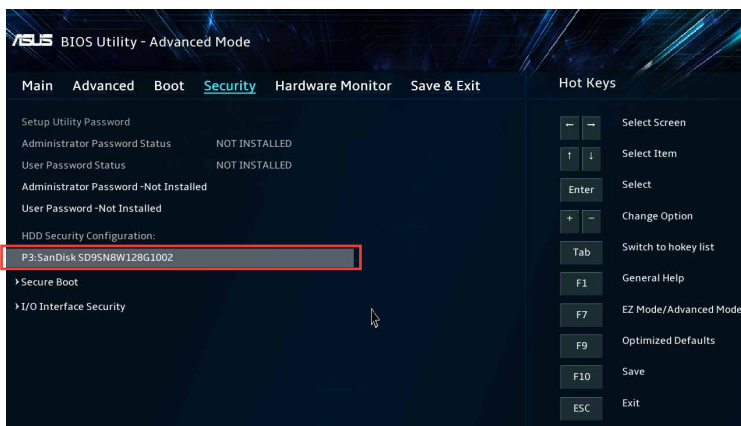 ASUS BIOS Utility - Advanced Mode
Main Advanced Boot Security Hardware Monitor Save & Exit
Setup Utility Password
Administrator Password Status NOT INSTALLED
User Password Status NOT INSTALLED
Administrator Password -Not Installed
User Password -Not Installed
HDD Security Configuration:
P3:SanDisk SD9SN8W128G1002
Secure Boot
I/O Interface Security
Hot Keys
← → Select Screen
↑ ↓ Select Item
Enter Select
+ − Change Option
Tab Switch to hokey list
F1 General Help
F7 EZ Mode/Advanced Mode
F9 Optimized Defaults
F10 Save
ESC Exit